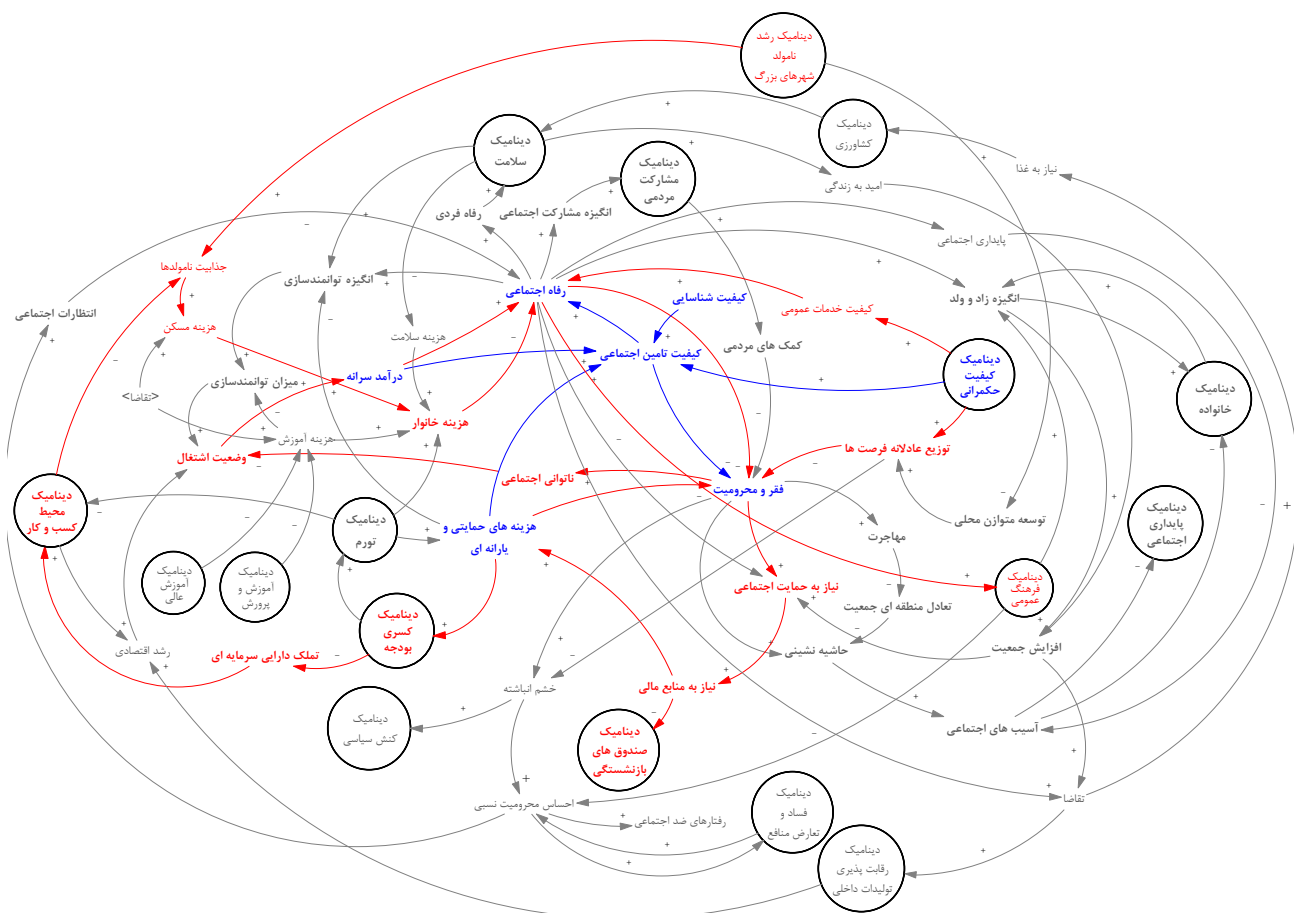 دینامیک رشد
نامولد
شهرهای بزرگ
دینامیک
کشاورزی
دینامیک
سلامت
دینامیک
مشارکت
مردمی
نیاز به غذا
امید به زندگی
رفاه فردی
انگیزه مشارکت اجتماعی
پایداری اجتماعی
جذابیت نامولدها
انگیزه توانمندسازی
رفاه اجتماعی
کیفیت شناسایی
انگیزه زاد و ولد
انتظارات اجتماعی
کیفیت خدمات عمومی
هزینه مسکن
هزینه سلامت
کمک های مردمی
کیفیت تامین اجتماعی
دینامیک
کیفیت
حکمرانی
درآمد سرانه
میزان توانمندسازی
<تقاضا>
دینامیک
خانواده
هزینه خانوار
هزینه آموزش
توزیع عادلانه فرصت ها
وضعیت اشتغال
ناتوانی اجتماعی
فقر و محرومیت
دینامیک
محیط
کسب و کار
دینامیک
تورم
هزینه های حمایتی و
یارانه ای
توسعه متوازن محلی
دینامیک
پایداری
اجتماعی
مهاجرت
دینامیک
آموزش
عالی
دینامیک
آموزش و
پرورش
نیاز به حمایت اجتماعی
دینامیک
فرهنگ
عمومی
تعادل منطقه ای جمعیت
دینامیک
کسری
بودجه
رشد اقتصادی
تملک دارایی سرمایه ای
حاشیه نشینی
افزایش جمعیت
خشم انباشته
نیاز به منابع مالی
دینامیک
کنش سیاسی
دینامیک
صندوق های
بازنشستگی
آسیب های اجتماعی
احساس محرومیت نسبی
رفتارهای ضد اجتماعی
دینامیک
فساد و
تعارض منافع
تقاضا
دینامیک
رقابت پذیری
تولیدات داخلی